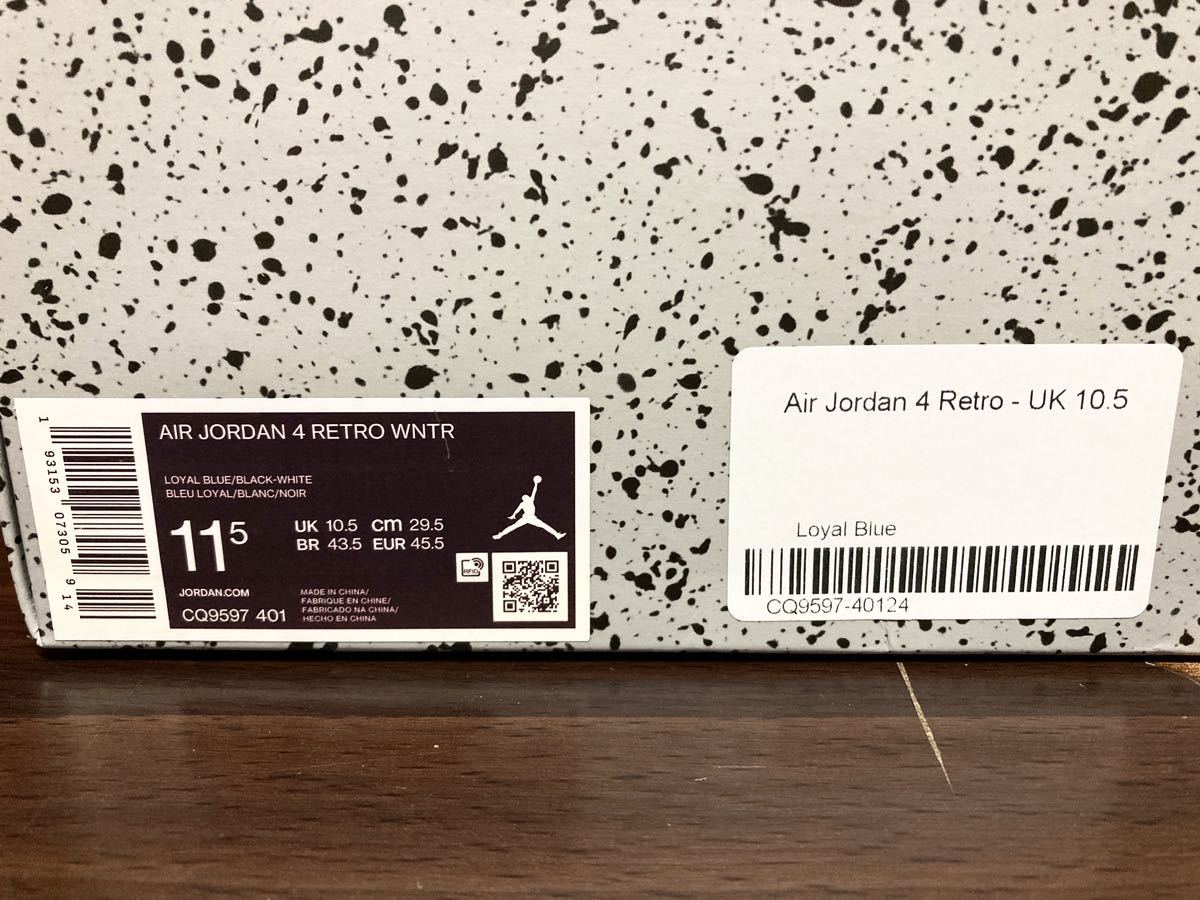 1 93153 07305 9 14
AIR JORDAN 4 RETRO WNTR
LOYAL BLUE/BLACK-WHITE
BLEU LOYAL/BLANC/NOIR
11 5
UK 10.5 cm 29.5
BR 43.5 EUR 45.5
RFID
JORDAN.COM
CQ9597 401
MADE IN CHINA/
FABRIQUE EN CHINE/
FABRICADO NA CHINA/
HECHO EN CHINA
Air Jordan 4 Retro - UK 10.5
Loyal Blue
CQ9597-40124